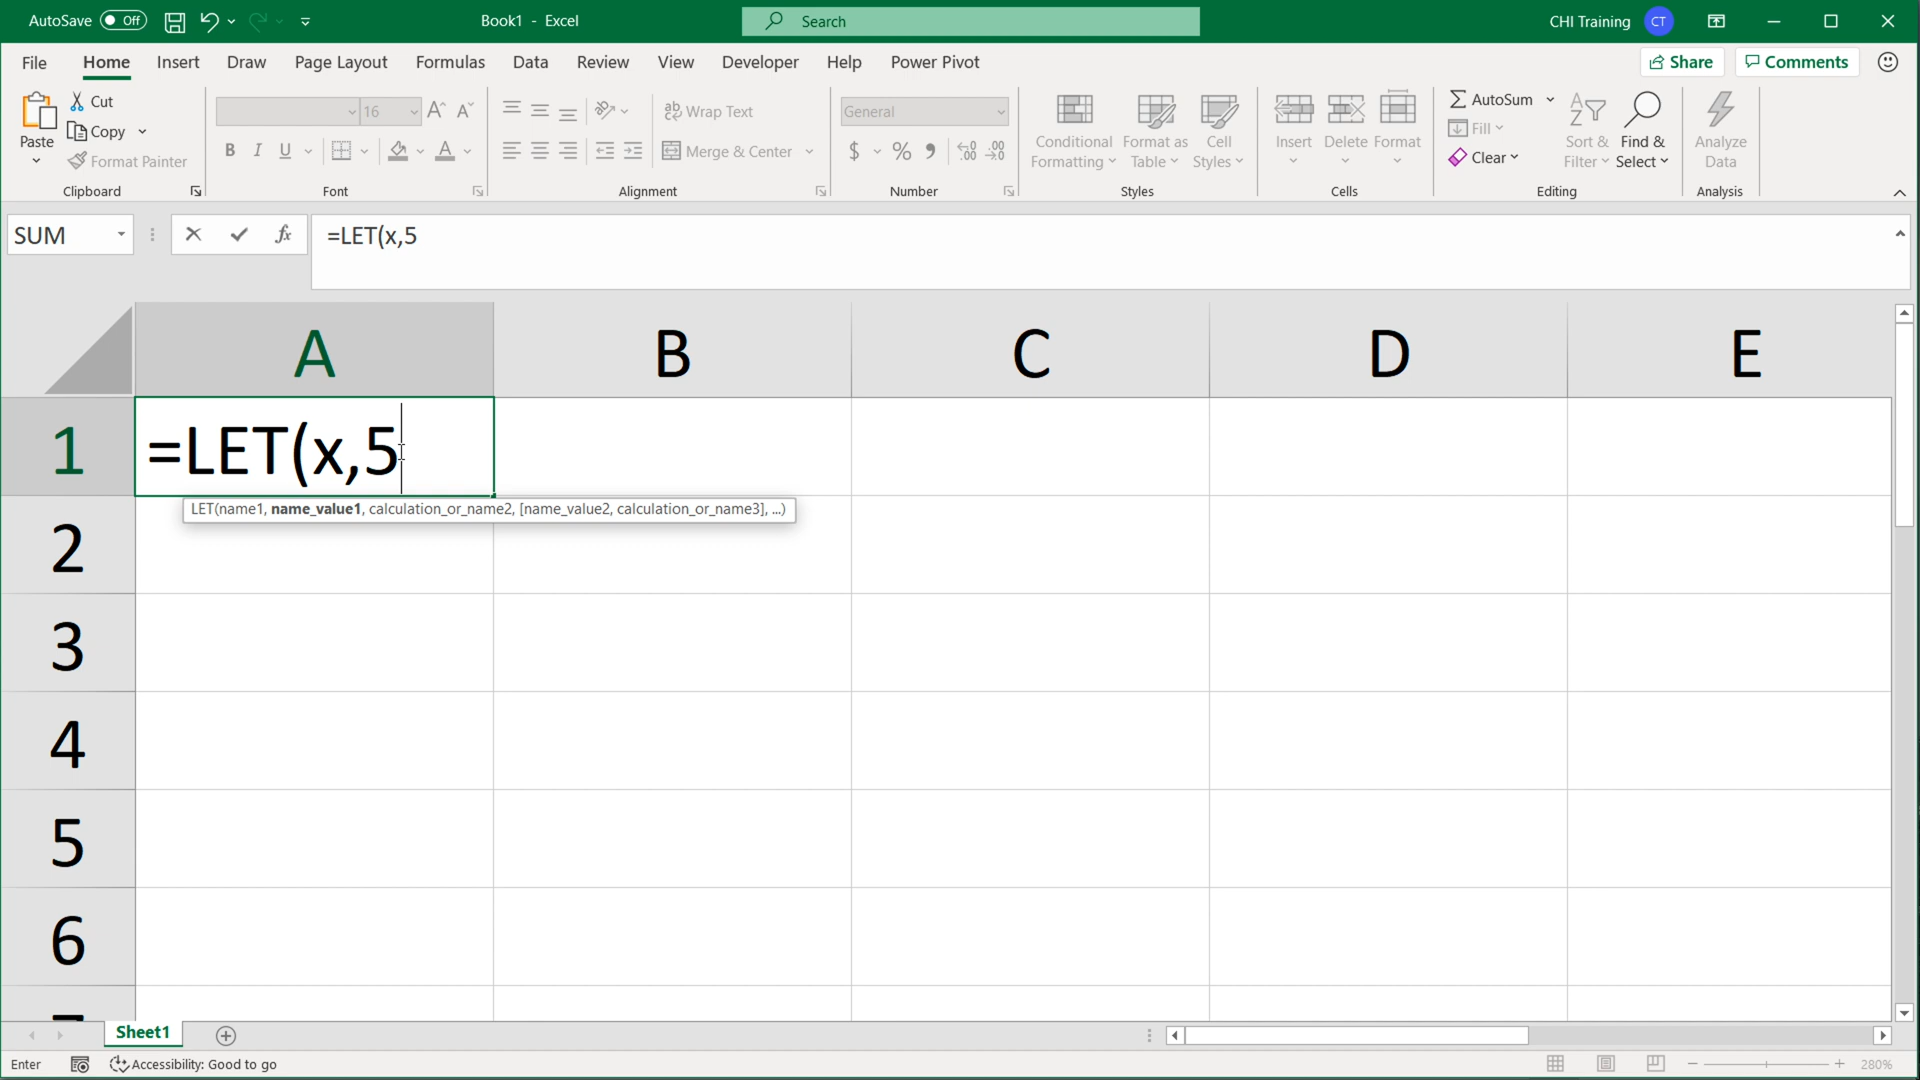 AutoSave Off Book1 - Excel Search CHI Training CT
File Home Insert Draw Page Layout Formulas Data Review View Developer Help Power Pivot Share Comments
Paste
Cut
Copy
Format Painter
Clipboard
16
B I U
Font
Wrap Text
Merge & Center
Alignment
General
$ %
Number
Conditional
Formatting
Format as
Table
Cell
Styles
Styles
Insert Delete Format
Cells
AutoSum
Fill
Clear
Sort &
Filter
Find &
Select
Editing
Analyze
Data
Analysis
SUM fx =LET(x,5
A B C D E
1 =LET(x,5
LET(name1, name_value1, calculation_or_name2, [name_value2, calculation_or_name3], ...)
2
3
4
5
6
Sheet1
Enter Accessibility: Good to go 280%